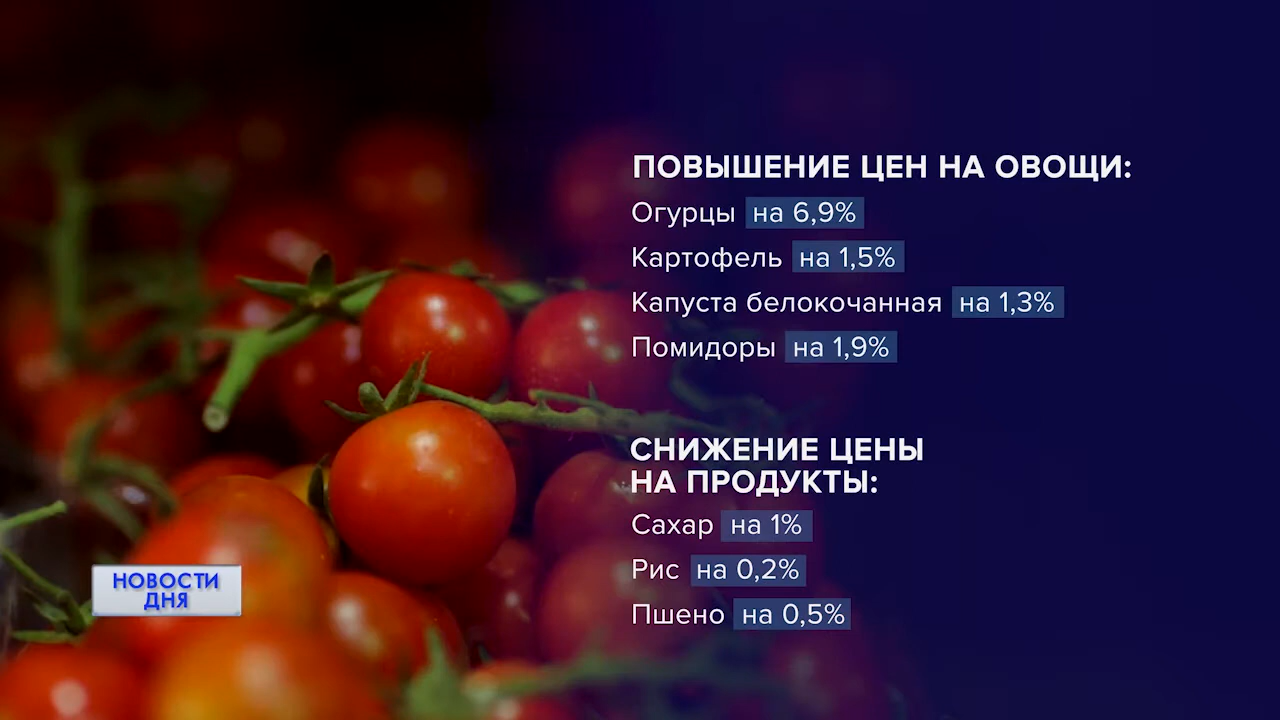 ПОВЫШЕНИЕ ЦЕН НА ОВОЩИ:
Огурцы на 6,9%
Картофель на 1,5%
Капуста белокочанная на 1,3%
Помидоры на 1,9%
СНИЖЕНИЕ ЦЕНЫ
НА ПРОДУКТЫ:
Сахар на 1%
Рис на 0,2%
Пшено на 0,5%
НОВОСТИ
ДНЯ